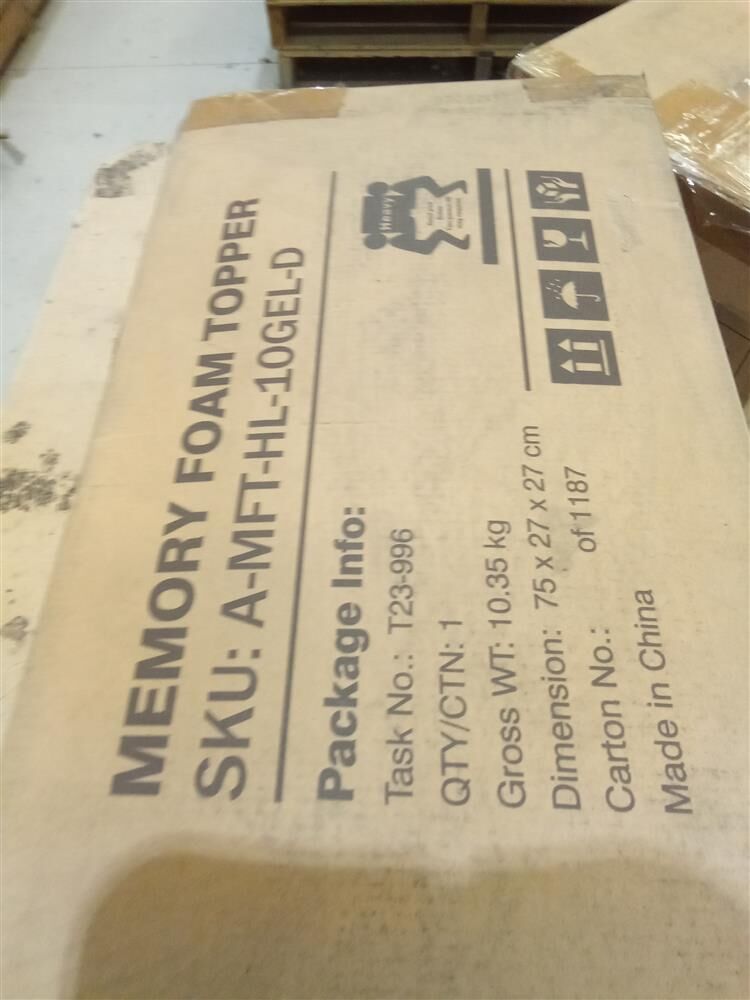 MEMORY FOAM TOPPER
SKU: A-MFT-HL-10GEL-D
Package Info:
Task No.: T23-996
QTY/CTN: 1
Gross WT: 10.35 kg
Dimension: 75 x 27 x 27 cm
Carton No.: of 1187
Made in China
Heavy